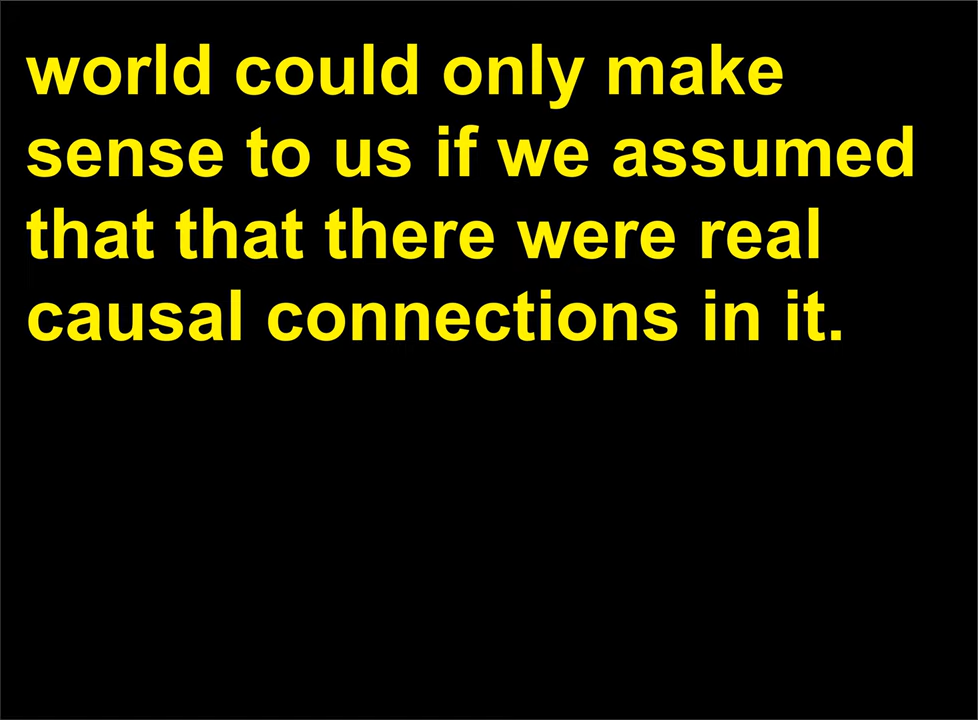 world could only make
sense to us if we assumed
that that there were real
causal connections in it.